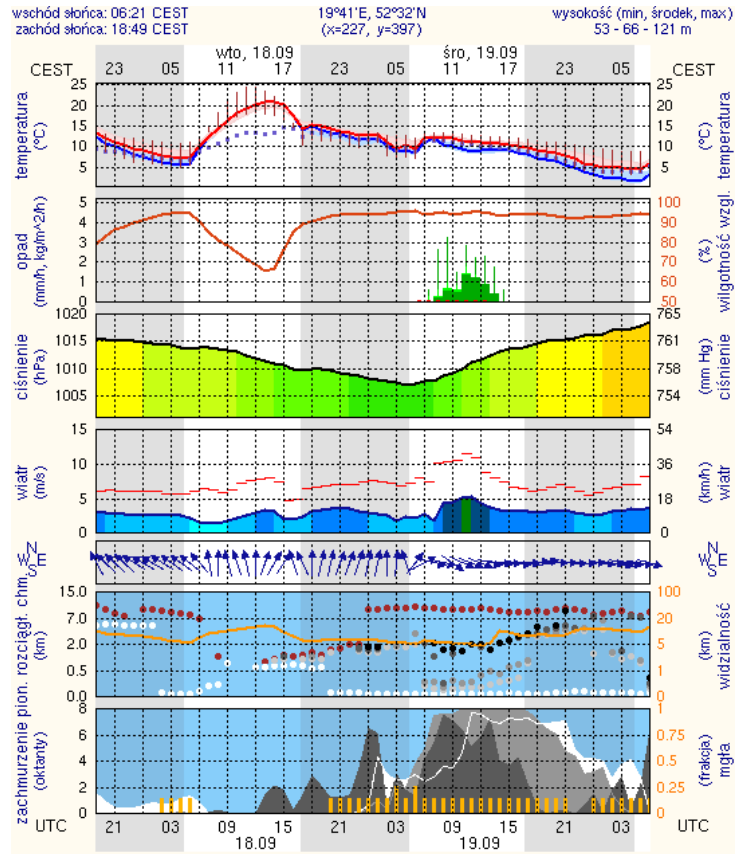 wschód słońca: 06:21 CEST 19°41'E, 52°32'N wysokość (min, środek, max)
zachód słońca: 18:49 CEST (x=227, y=397) 53 - 66 - 121 m
wto, 18.09 śro, 19.09
CEST 23 05 11 17 23 05 11 17 23 05 CEST
temperatura
(°C)
25
20
15
10
5
25
20
15
10
5
temperatura
(°C)
opad
(mm/h, kg/m^2/h)
5
4
3
2
1
0
100
90
80
70
60
50
(%)
wilgotność wzgl.
ciśnienie
(hPa)
1020
1015
1010
1005
765
761
758
754
(mm Hg)
ciśnienie
wiatr
(m/s)
15
10
5
0
54
36
18
0
(km/h)
wiatr
N
W E
S
N
W E
S
pion. rozciągł. chm.
(km)
15.0
7.0
2.0
0.5
0.0
100
20
5
1
0
(km)
widzialność
zachmurzenie
(oktanty)
8
6
4
2
0
1
0.75
0.5
0.25
0
(frakcja)
mgła
UTC 21 03 09 15 21 03 09 15 21 03 UTC
18.09 19.09